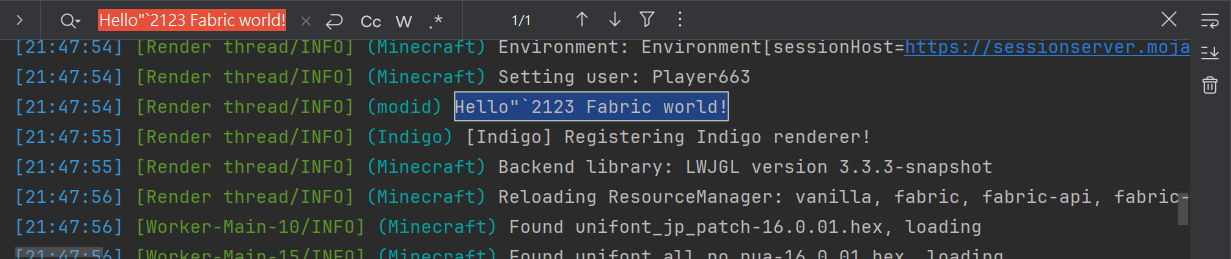 Hello"`2123 Fabric world!
Cc
W
.*
1/1
[21:47:54] [Render thread/INFO] (Minecraft) Environment: Environment[sessionHost=https://sessionserver.moja
[21:47:54] [Render thread/INFO] (Minecraft) Setting user: Player663
[21:47:54] [Render thread/INFO] (modid) Hello"`2123 Fabric world!
[21:47:55] [Render thread/INFO] (Indigo) [Indigo] Registering Indigo renderer!
[21:47:55] [Render thread/INFO] (Minecraft) Backend library: LWJGL version 3.3.3-snapshot
[21:47:56] [Render thread/INFO] (Minecraft) Reloading ResourceManager: vanilla, fabric, fabric-api, fabric-
[21:47:56] [Worker-Main-10/INFO] (Minecraft) Found unifont_jp_patch-16.0.01.hex, loading
[21:47:56] [Worker-Main-15/INFO] (Minecraft) Found unifont_all_no_pua-16.0.01.hex, loading